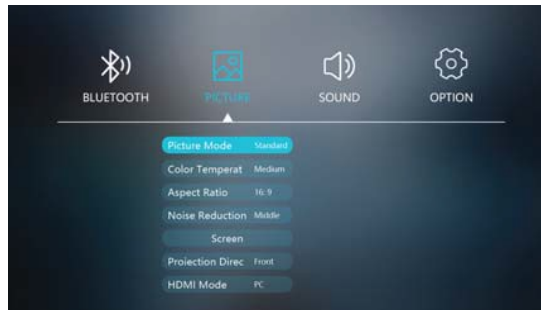 BLUETOOTH PICTURE SOUND OPTION
Picture Mode Standard
Color Temperat Medium
Aspect Ratio 16: 9
Noise Reduction Middle
Screen
Projection Direc Front
HDMI Mode PC